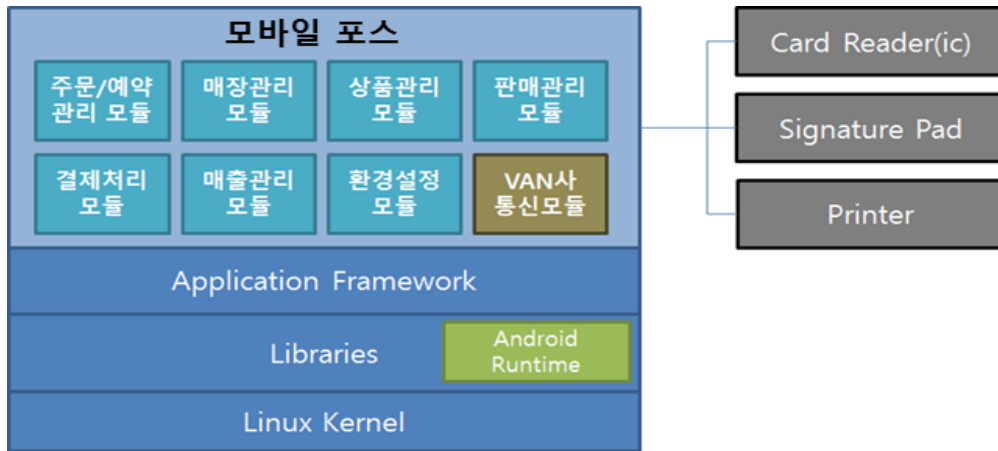 모바일 포스
주문/예약
관리 모듈
매장관리
모듈
상품관리
모듈
판매관리
모듈
결제처리
모듈
매출관리
모듈
환경설정
모듈
VAN사
통신모듈
Application Framework
Libraries
Android
Runtime
Linux Kernel
Card Reader(ic)
Signature Pad
Printer